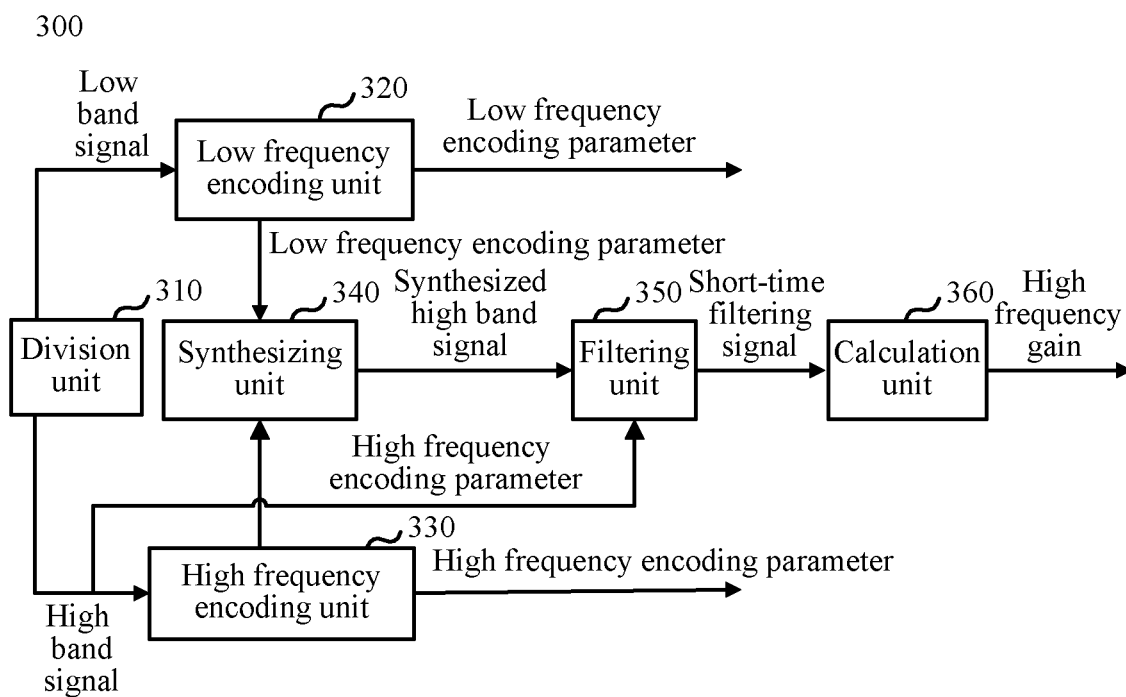 300
Low
band
signal
320
Low frequency
encoding unit
Low frequency
encoding parameter
Low frequency encoding parameter
310
Division
unit
340
Synthesizing
unit
Synthesized
high band
signal
350
Filtering
unit
Short-time
filtering
signal
360
Calculation
unit
High
frequency
gain
High frequency
encoding parameter
330
High frequency
encoding unit
High frequency encoding parameter
High
band
signal